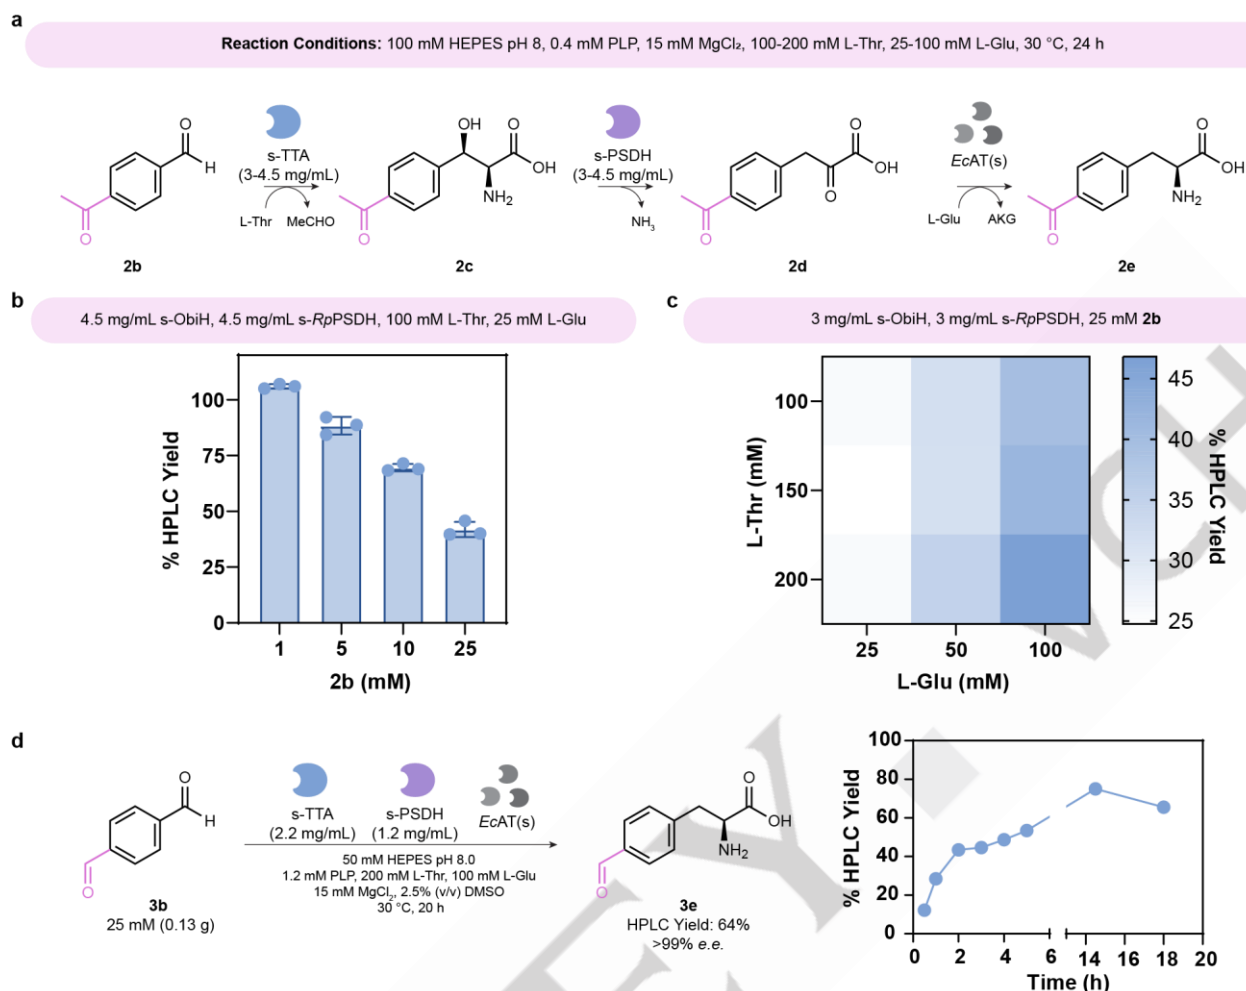 a
Reaction Conditions: 100 mM HEPES pH 8, 0.4 mM PLP, 15 mM MgCl₂, 100-200 mM L-Thr, 25-100 mM L-Glu, 30 °C, 24 h
O
H
O
2b
s-TTA
(3-4.5 mg/mL)
L-Thr MeCHO
OH O
OH
NH₂
O
2c
s-PSDH
(3-4.5 mg/mL)
NH₃
O
OH
O
O
2d
EcAT(s)
L-Glu AKG
O
OH
NH₂
O
2e
b
4.5 mg/mL s-ObiH, 4.5 mg/mL s-RpPSDH, 100 mM L-Thr, 25 mM L-Glu
% HPLC Yield
100
75
50
25
0
1 5 10 25
2b (mM)
c
3 mg/mL s-ObiH, 3 mg/mL s-RpPSDH, 25 mM 2b
L-Thr (mM)
100
150
200
25 50 100
L-Glu (mM)
45
40
35
30
25
% HPLC Yield
d
O
H
O
3b
25 mM (0.13 g)
s-TTA
(2.2 mg/mL)
s-PSDH
(1.2 mg/mL)
EcAT(s)
50 mM HEPES pH 8.0
1.2 mM PLP, 200 mM L-Thr, 100 mM L-Glu
15 mM MgCl₂, 2.5% (v/v) DMSO
30 °C, 20 h
O
OH
NH₂
O
3e
HPLC Yield: 64%
>99% e.e.
% HPLC Yield
100
80
60
40
20
0
0 2 4 6 14 16 18 20
Time (h)